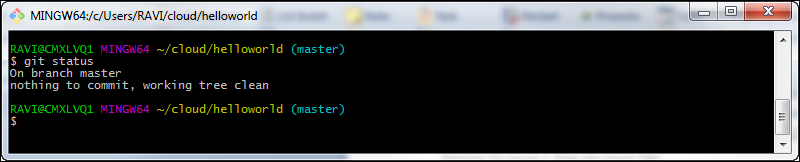 MINGW64:/c/Users/RAVI/cloud/helloworld
RAVI@CMXLVQ1 MINGW64 ~/cloud/helloworld (master)
$ git status
On branch master
nothing to commit, working tree clean
RAVI@CMXLVQ1 MINGW64 ~/cloud/helloworld (master)
$